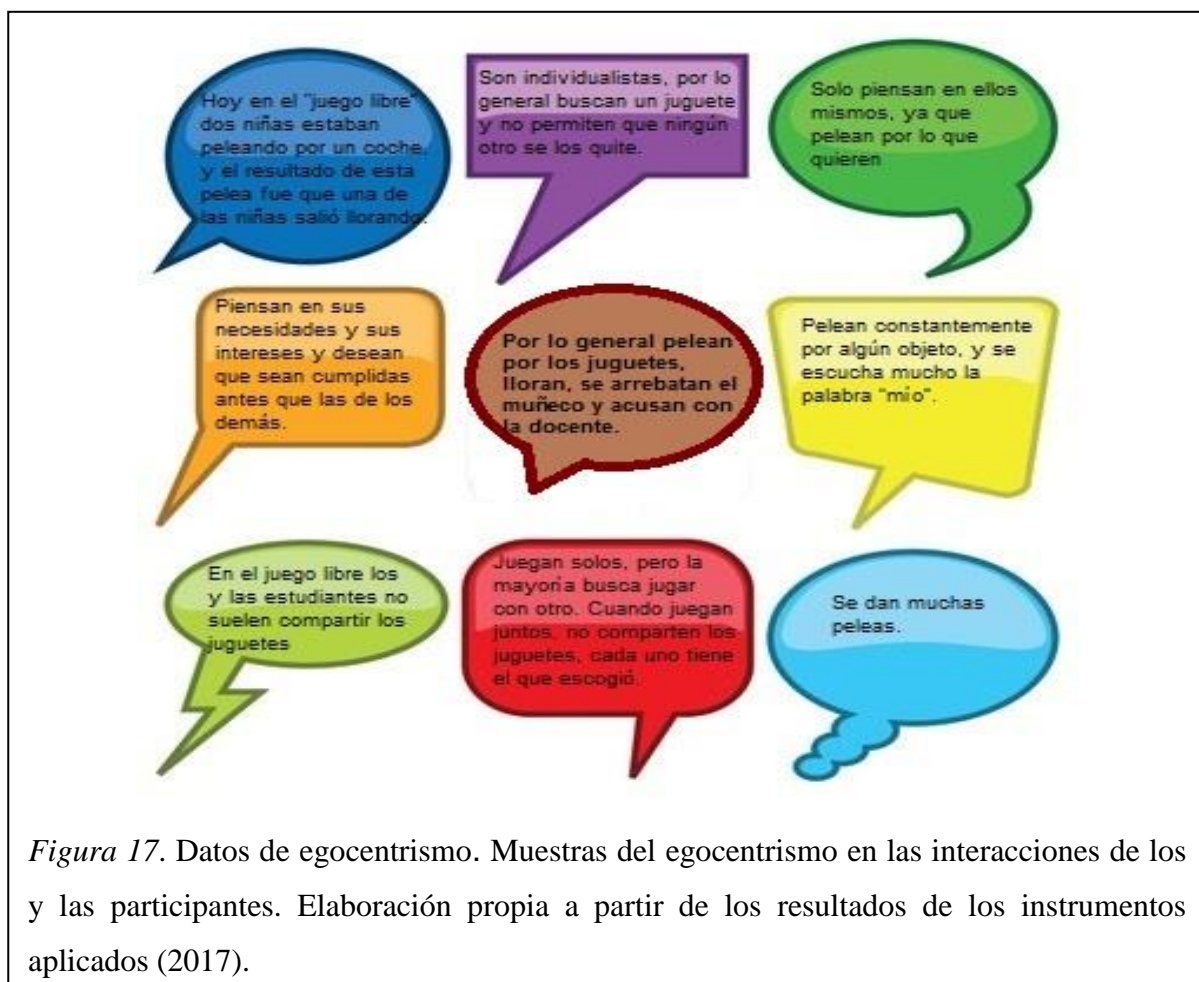 Hoy en el "juego libre"
dos niñas estaban
peleando por un coche,
y el resultado de esta
pelea fue que una de
las niñas salió llorando.
Son individualistas, por lo
general buscan un juguete
y no permiten que ningún
otro se los quite.
Solo piensan en ellos
mismos, ya que
pelean por lo que
quieren
Piensan en sus
necesidades y sus
intereses y desean
que sean cumplidas
antes que las de los
demás.
Por lo general pelean
por los juguetes,
lloran, se arrebatan el
muñeco y acusan con
la docente.
Pelean constantemente
por algún objeto, y se
escucha mucho la
palabra "mío".
En el juego libre los
y las estudiantes no
suelen compartir los
juguetes
Juegan solos, pero la
mayoría busca jugar
con otro. Cuando juegan
juntos, no comparten los
juguetes, cada uno tiene
el que escogió.
Se dan muchas
peleas.
Figura 17. Datos de egocentrismo. Muestras del egocentrismo en las interacciones de los
y las participantes. Elaboración propia a partir de los resultados de los instrumentos
aplicados (2017).